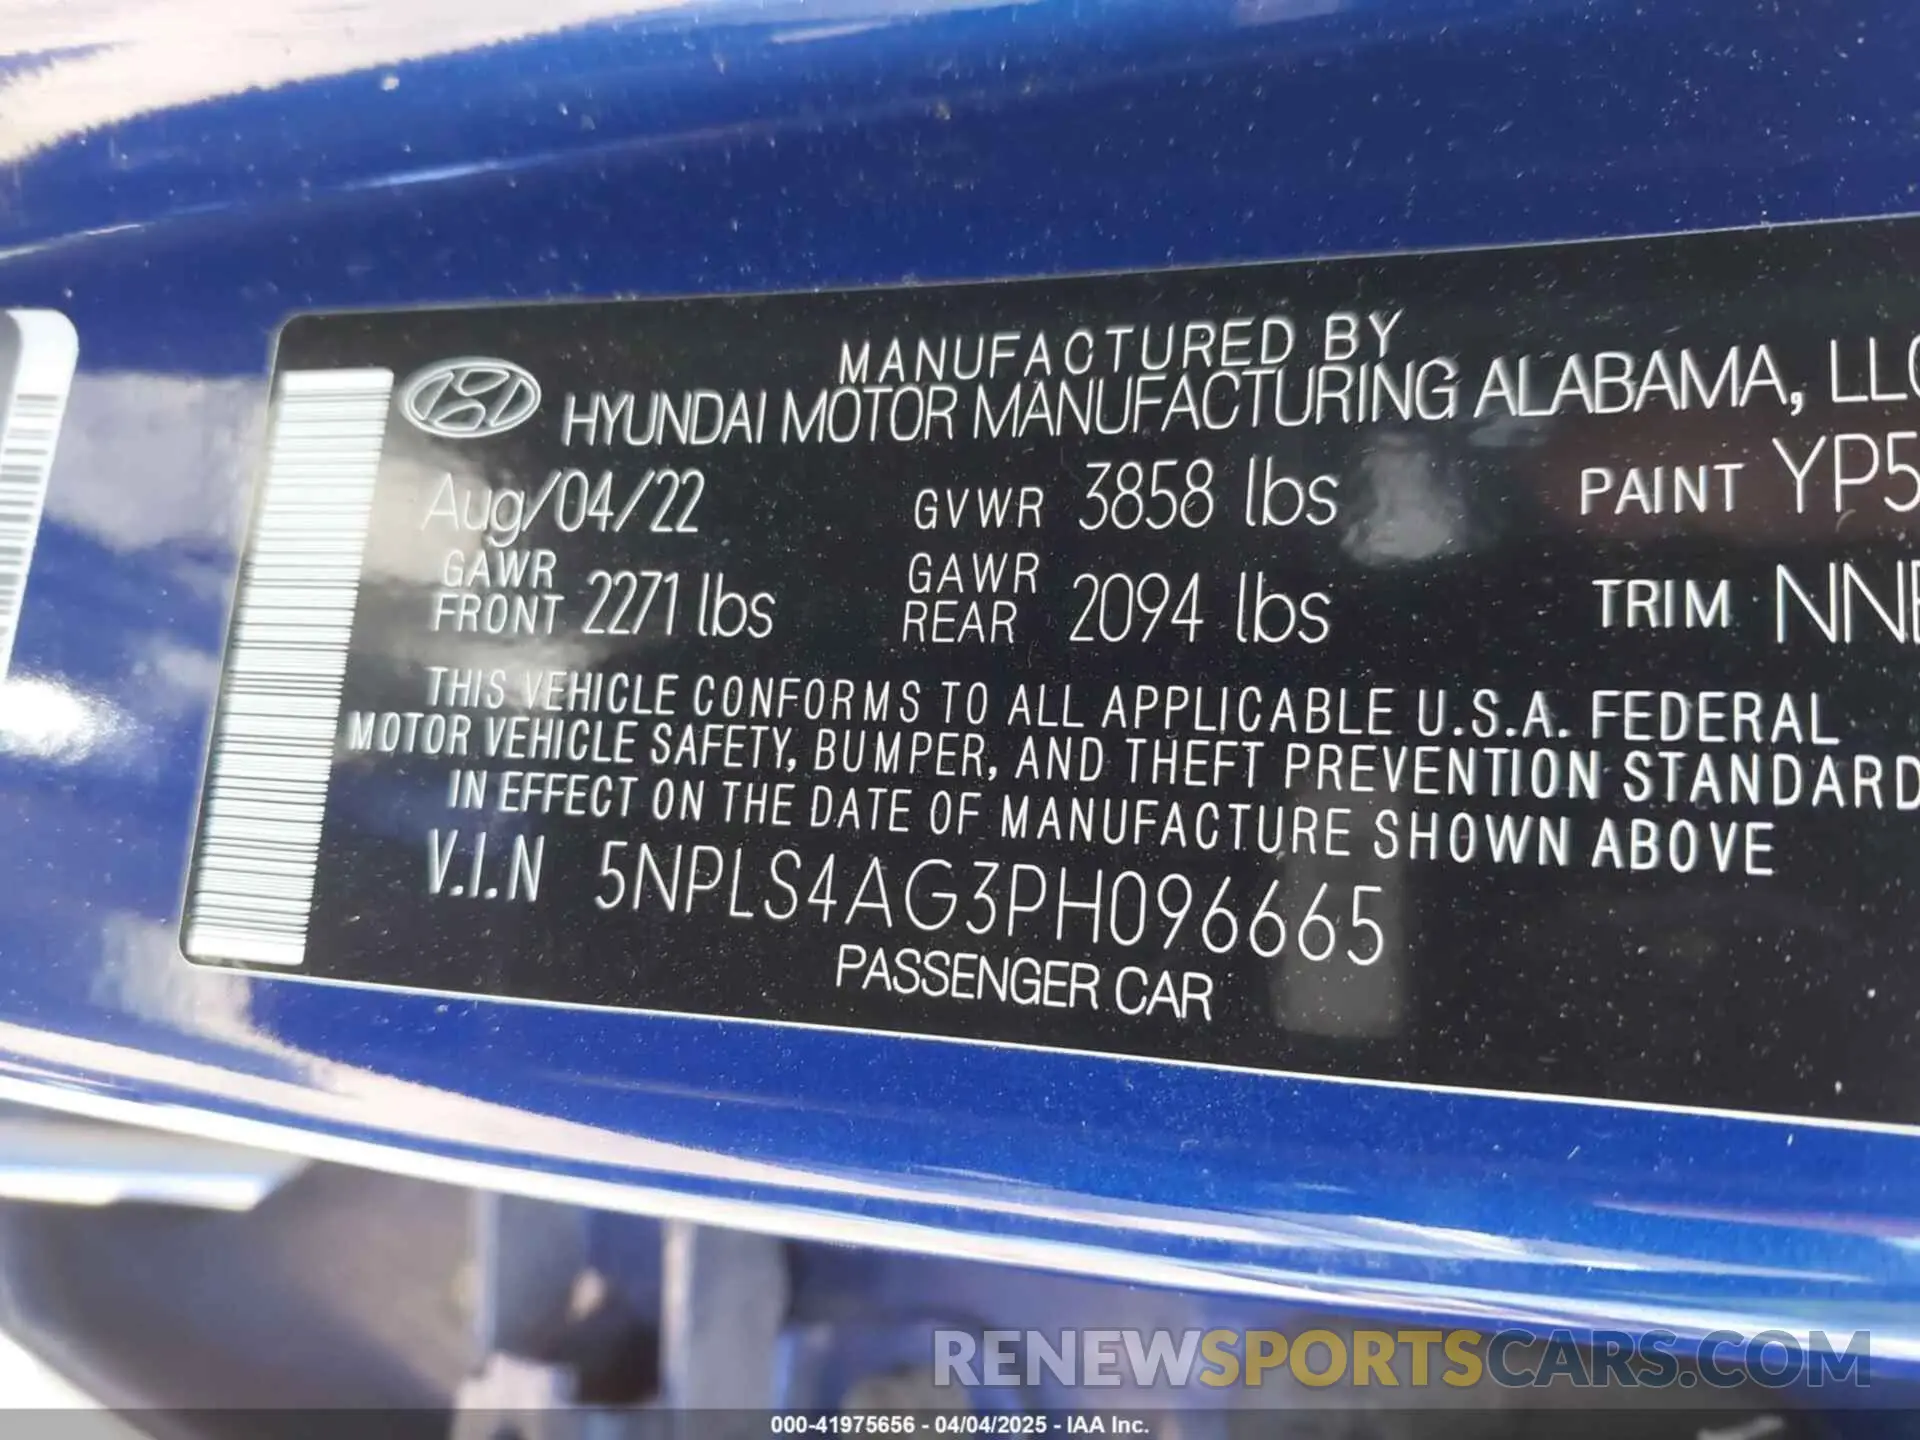 MANUFACTURED BY
HYUNDAI MOTOR MANUFACTURING ALABAMA, LLC
Aug/04/22 GVWR 3858 lbs PAINT YP5
GAWR FRONT 2271 lbs GAWR REAR 2094 lbs TRIM NN
THIS VEHICLE CONFORMS TO ALL APPLICABLE U.S.A. FEDERAL
MOTOR VEHICLE SAFETY, BUMPER, AND THEFT PREVENTION STANDARD
IN EFFECT ON THE DATE OF MANUFACTURE SHOWN ABOVE
V.I.N 5NPLS4AG3PH096665
PASSENGER CAR
RENEWSPORTSCARS.COM
000-41975656 - 04/04/2025 - IAA Inc.